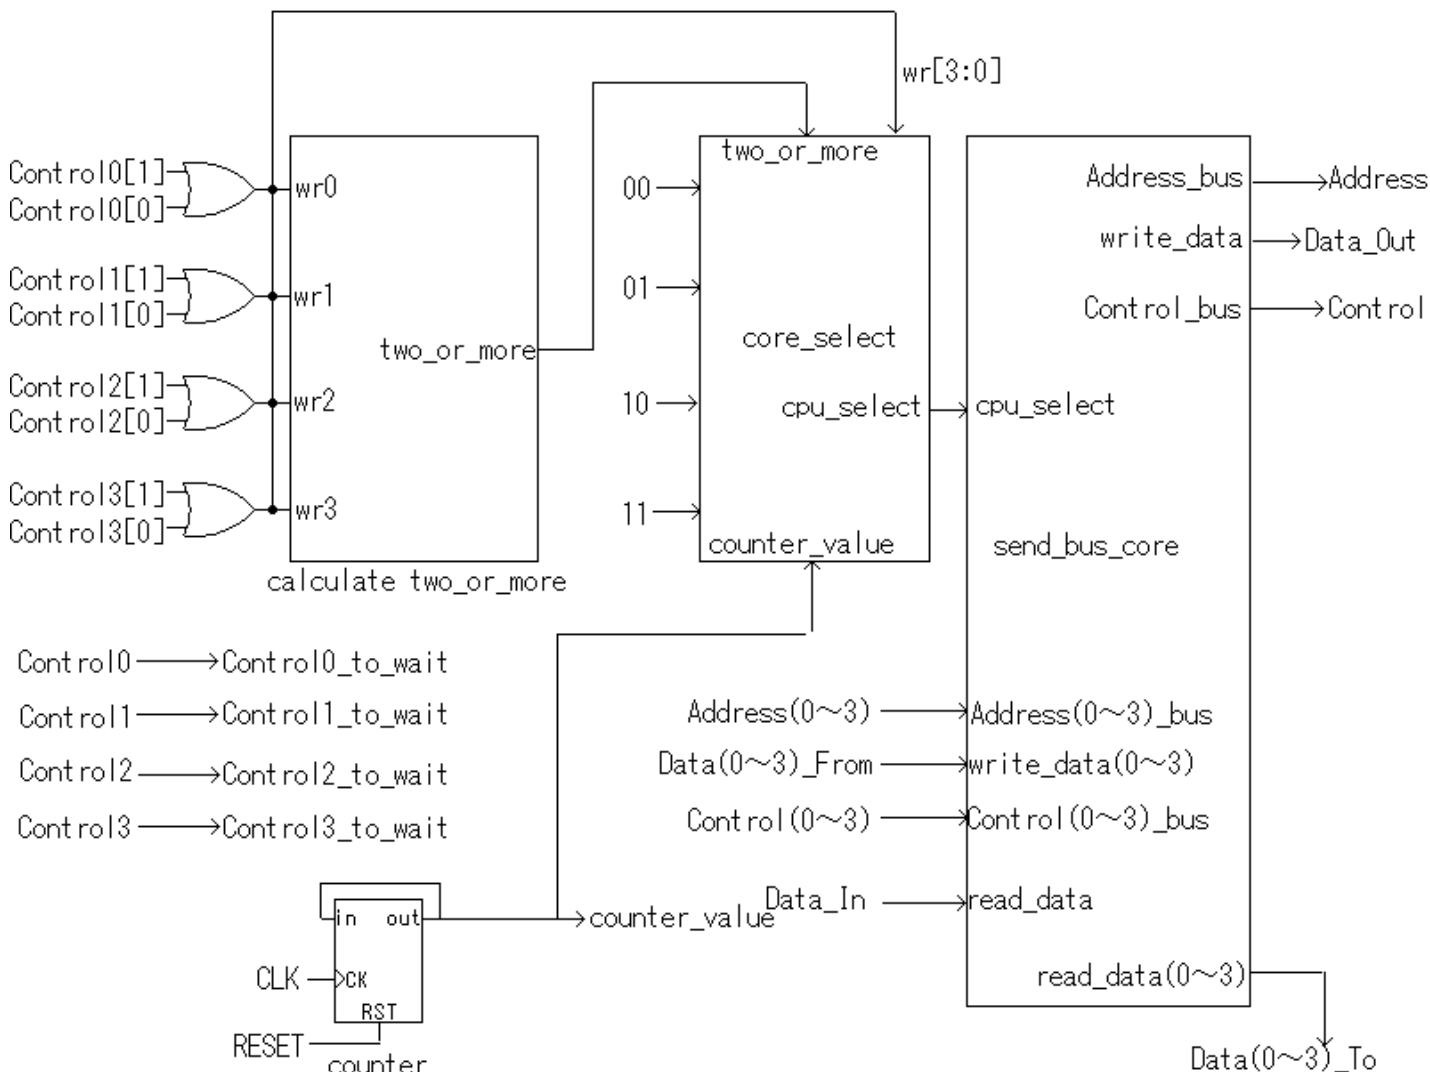 wr[3:0]
Control0[1]
Control0[0]
wr0
Control1[1]
Control1[0]
wr1
Control2[1]
Control2[0]
wr2
Control3[1]
Control3[0]
wr3
two_or_more
calculate two_or_more
two_or_more
00
01
10
11
core_select
cpu_select
counter_value
Address_bus
Address
write_data
Data_Out
Control_bus
Control
cpu_select
send_bus_core
Control0
Control0_to_wait
Control1
Control1_to_wait
Control2
Control2_to_wait
Control3
Control3_to_wait
Address(0～3)
Address(0～3)_bus
Data(0～3)_From
write_data(0～3)
Control(0～3)
Control(0～3)_bus
Data_In
read_data
read_data(0～3)
Data(0～3)_To
in out
counter_value
CLK
CK
RST
RESET
counter